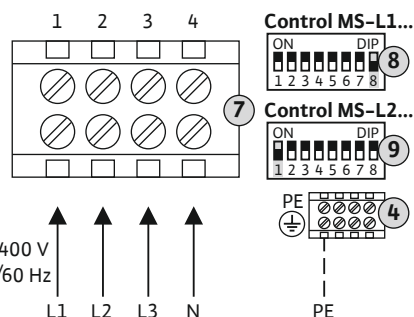 1 2 3 4
7
400 V
/60 Hz
L1 L2 L3 N
Control MS-L1...
ON DIP
1 2 3 4 5 6 7 8
8
Control MS-L2...
ON DIP
1 2 3 4 5 6 7 8
9
PE
4
PE